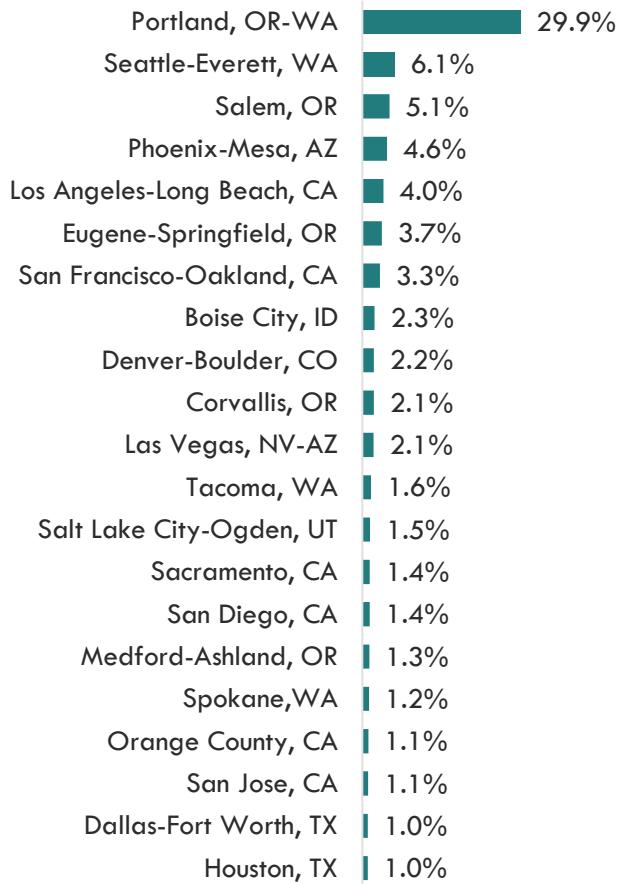 Portland, OR-WA 29.9%
Seattle-Everett, WA 6.1%
Salem, OR 5.1%
Phoenix-Mesa, AZ 4.6%
Los Angeles-Long Beach, CA 4.0%
Eugene-Springfield, OR 3.7%
San Francisco-Oakland, CA 3.3%
Boise City, ID 2.3%
Denver-Boulder, CO 2.2%
Corvallis, OR 2.1%
Las Vegas, NV-AZ 2.1%
Tacoma, WA 1.6%
Salt Lake City-Ogden, UT 1.5%
Sacramento, CA 1.4%
San Diego, CA 1.4%
Medford-Ashland, OR 1.3%
Spokane,WA 1.2%
Orange County, CA 1.1%
San Jose, CA 1.1%
Dallas-Fort Worth, TX 1.0%
Houston, TX 1.0%